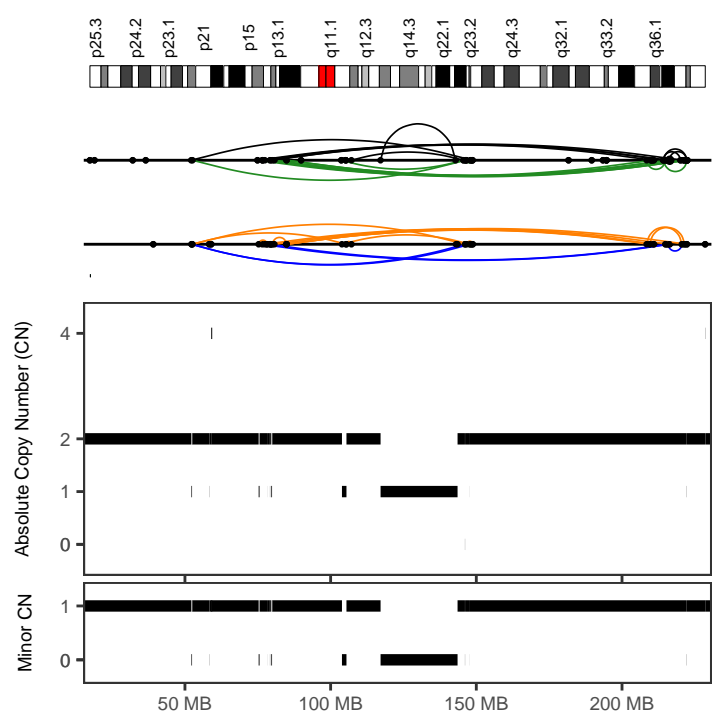 p25.3 p24.2 p23.1 p21 p15 p13.1 q11.1 q12.3 q14.3 q22.1 q23.2 q24.3 q32.1 q33.2 q36.1
Absolute Copy Number (CN)
4
2
1
0
Minor CN
1
0
50 MB 100 MB 150 MB 200 MB